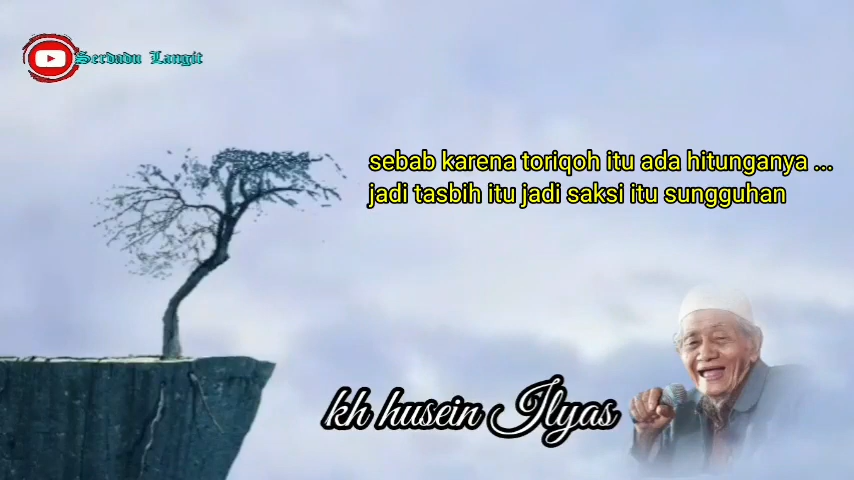 Serdadu Langit
sebab karena toriqoh itu ada hitunganya ...
jadi tasbih itu jadi saksi itu sungguhan
kh husein Ilyas